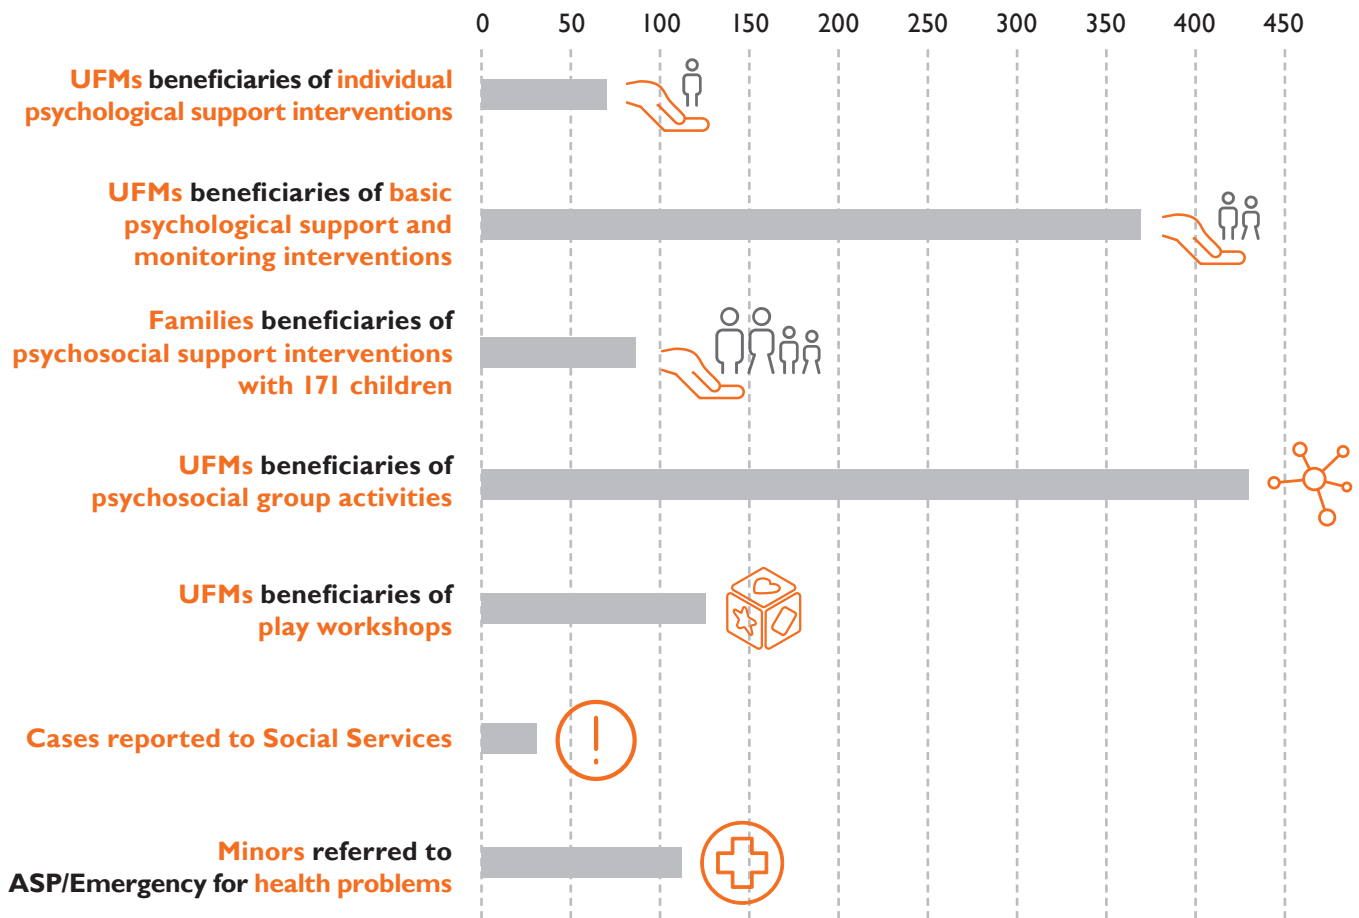 0 50 100 150 200 250 300 350 400 450
UFMs beneficiaries of individual
psychological support interventions
UFMs beneficiaries of basic
psychological support and
monitoring interventions
Families beneficiaries of
psychosocial support interventions
with 171 children
UFMs beneficiaries of
psychosocial group activities
UFMs beneficiaries of
play workshops
Cases reported to Social Services
Minors referred to
ASP/Emergency for health problems